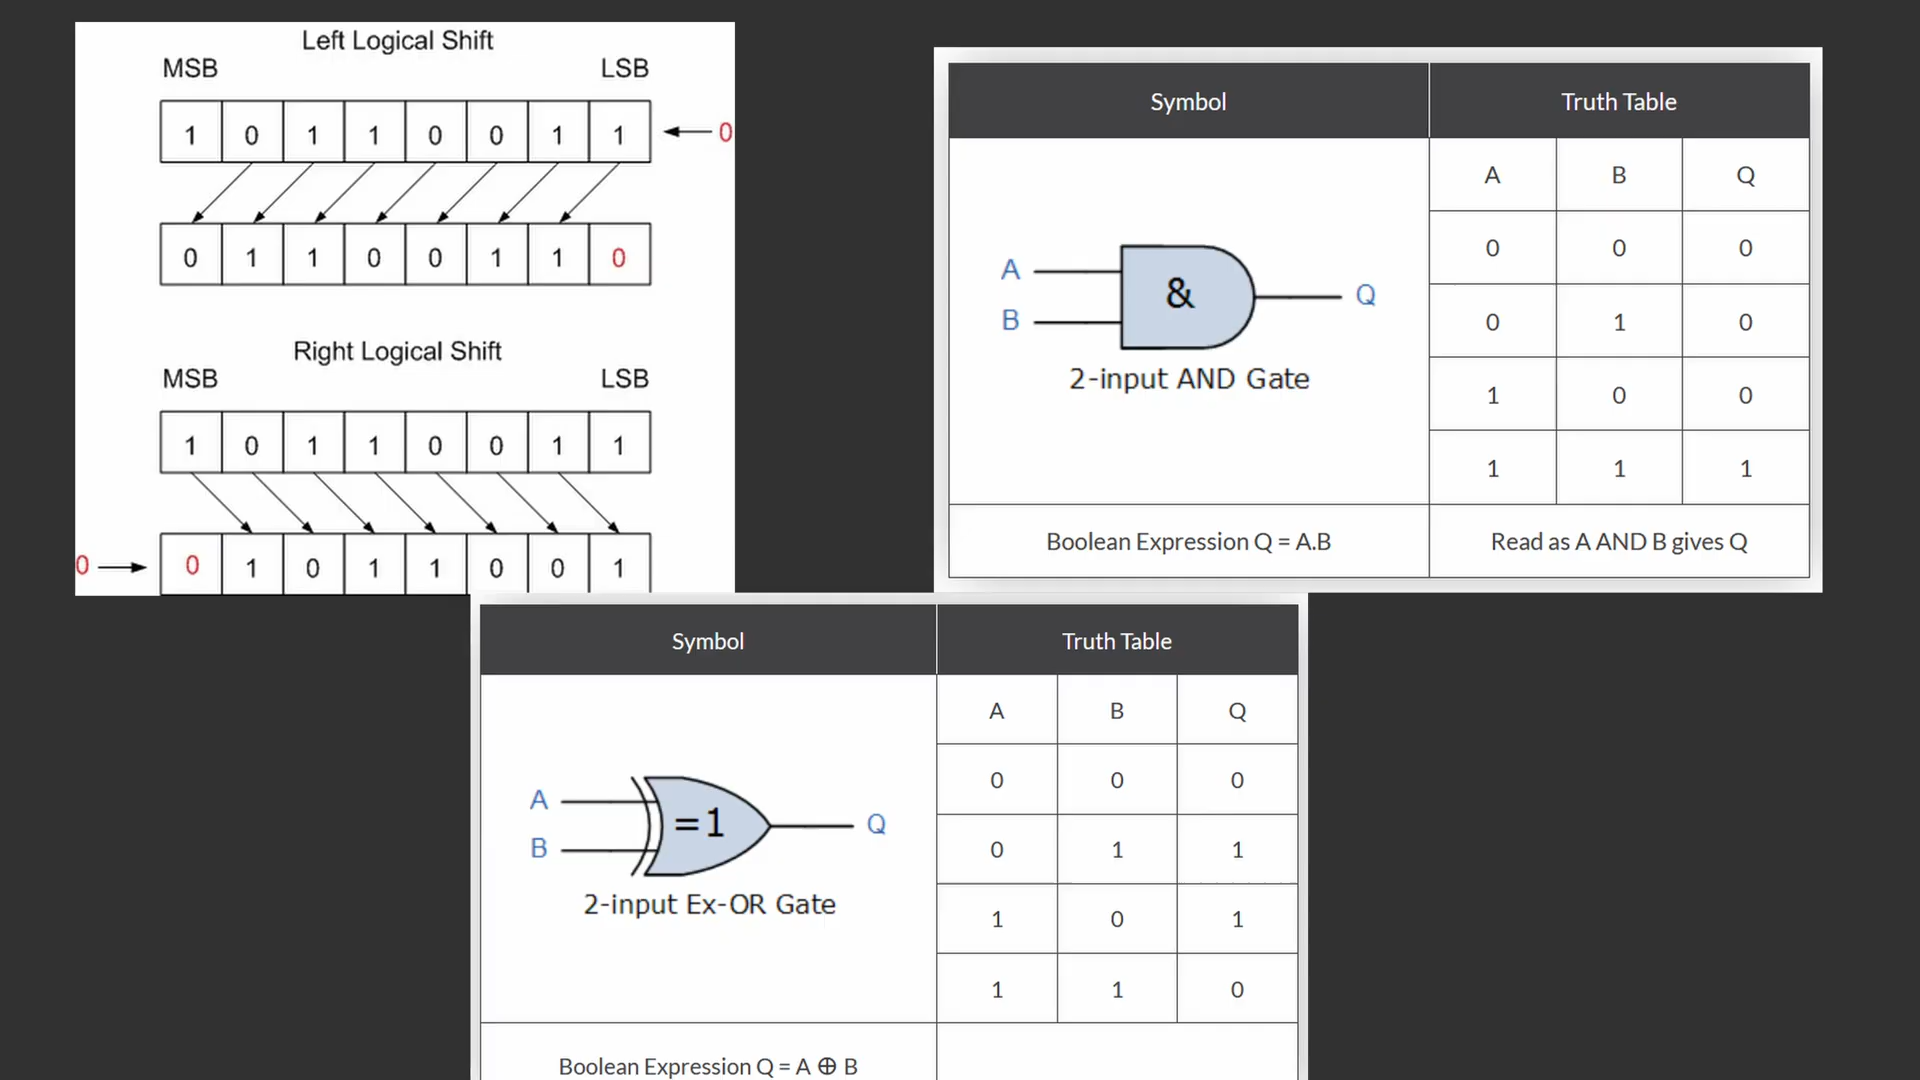 Left Logical Shift
MSB LSB
1 0 1 1 0 0 1 1 0
0 1 1 0 0 1 1 0
Right Logical Shift
MSB LSB
1 0 1 1 0 0 1 1
0 0 1 0 1 1 0 0 1
Symbol Truth Table
A B Q
0 0 0
0 1 0
1 0 0
1 1 1
A
B
&
Q
2-input AND Gate
Boolean Expression Q = A.B Read as A AND B gives Q
Symbol Truth Table
A B Q
0 0 0
0 1 1
1 0 1
1 1 0
A
B
=1
Q
2-input Ex-OR Gate
Boolean Expression Q = A ⊕ B